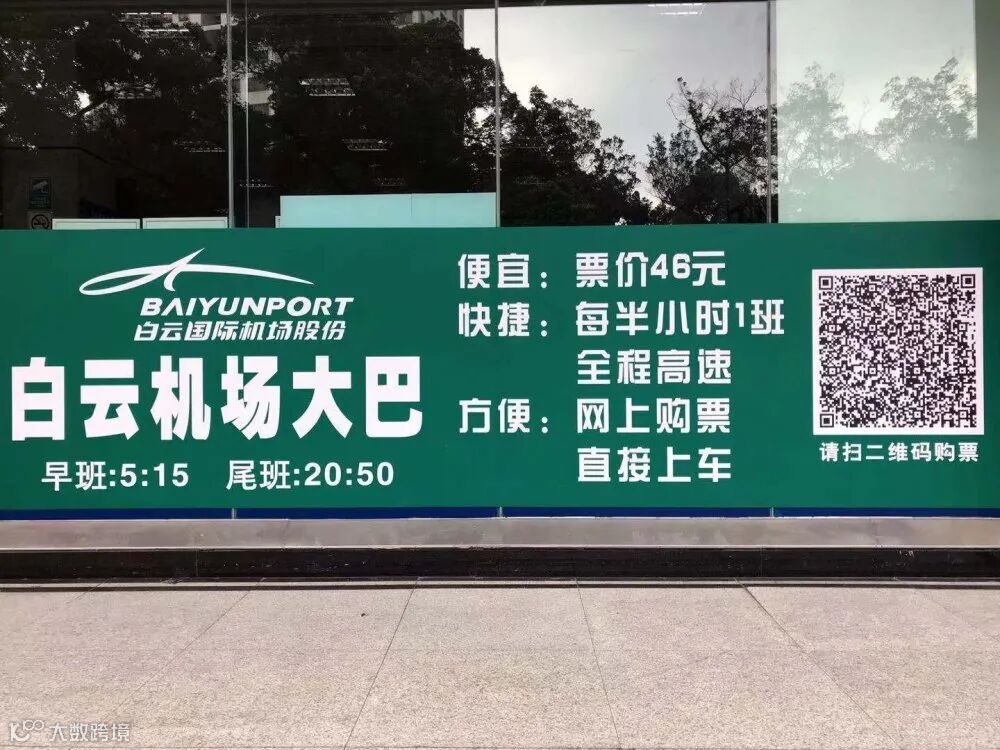 BAIYUNPORT
白云国际机场股份
白云机场大巴
早班:5:15 尾班:20:50
便宜：票价46元
快捷：每半小时1班
全程高速
方便：网上购票
直接上车
请扫二维码购票
大数跨境